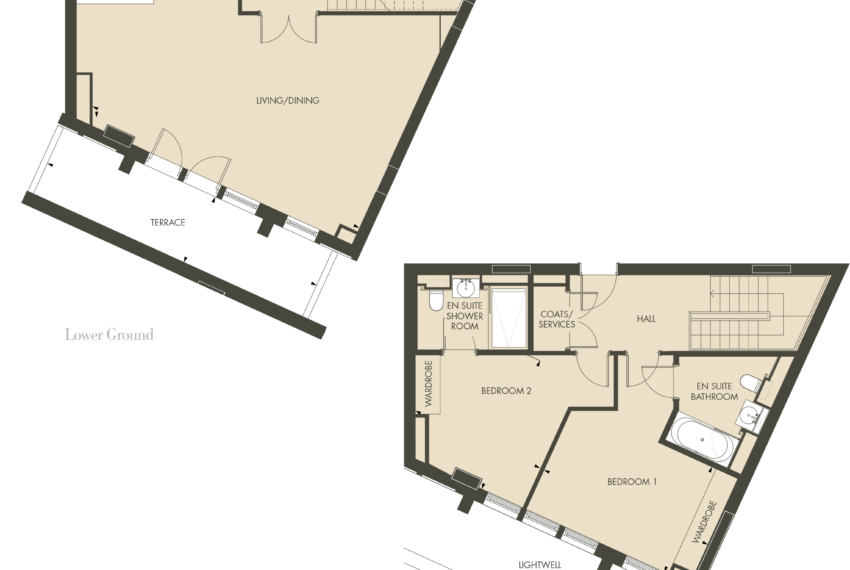 LIVING/DINING
TERRACE
Lower Ground
EN SUITE
SHOWER
ROOM
COATS/
SERVICES
HALL
WARDROBE
BEDROOM 2
EN SUITE
BATHROOM
BEDROOM 1
WARDROBE
LIGHTWELL